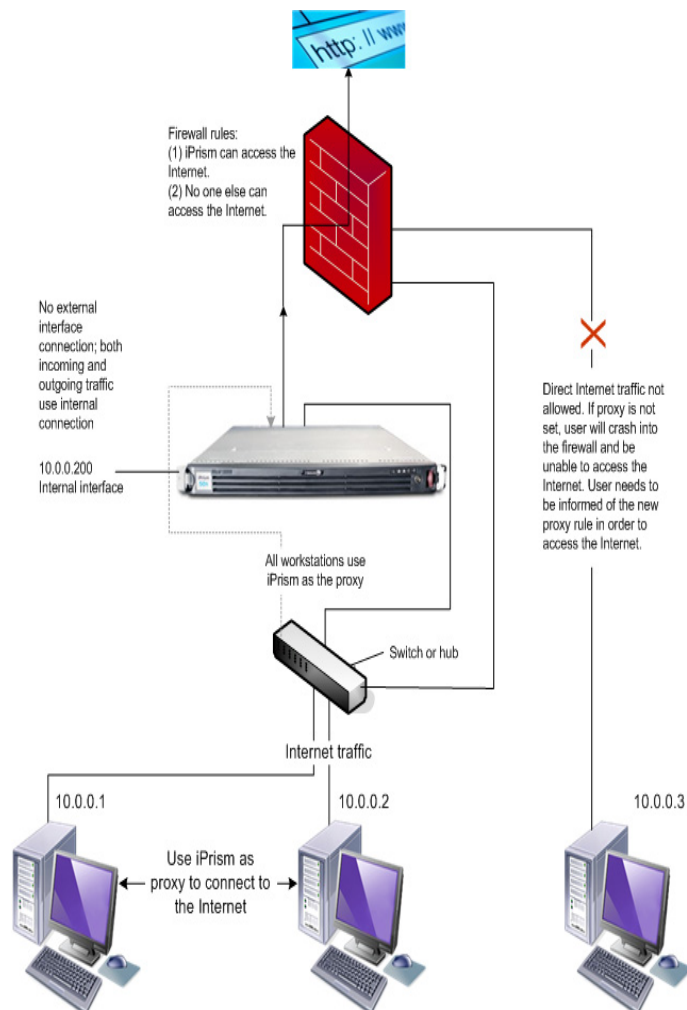 http: // www
Firewall rules:
(1) iPrism can access the
Internet.
(2) No one else can
access the Internet.
No external
interface
connection; both
incoming and
outgoing traffic
use internal
connection
10.0.0.200
Internal interface
Direct Internet traffic not
allowed. If proxy is not
set, user will crash into
the firewall and be
unable to access the
Internet. User needs to
be informed of the new
proxy rule in order to
access the Internet.
All workstations use
iPrism as the proxy
Switch or hub
Internet traffic
10.0.0.1
10.0.0.2
10.0.0.3
Use iPrism as
proxy to connect to
the Internet